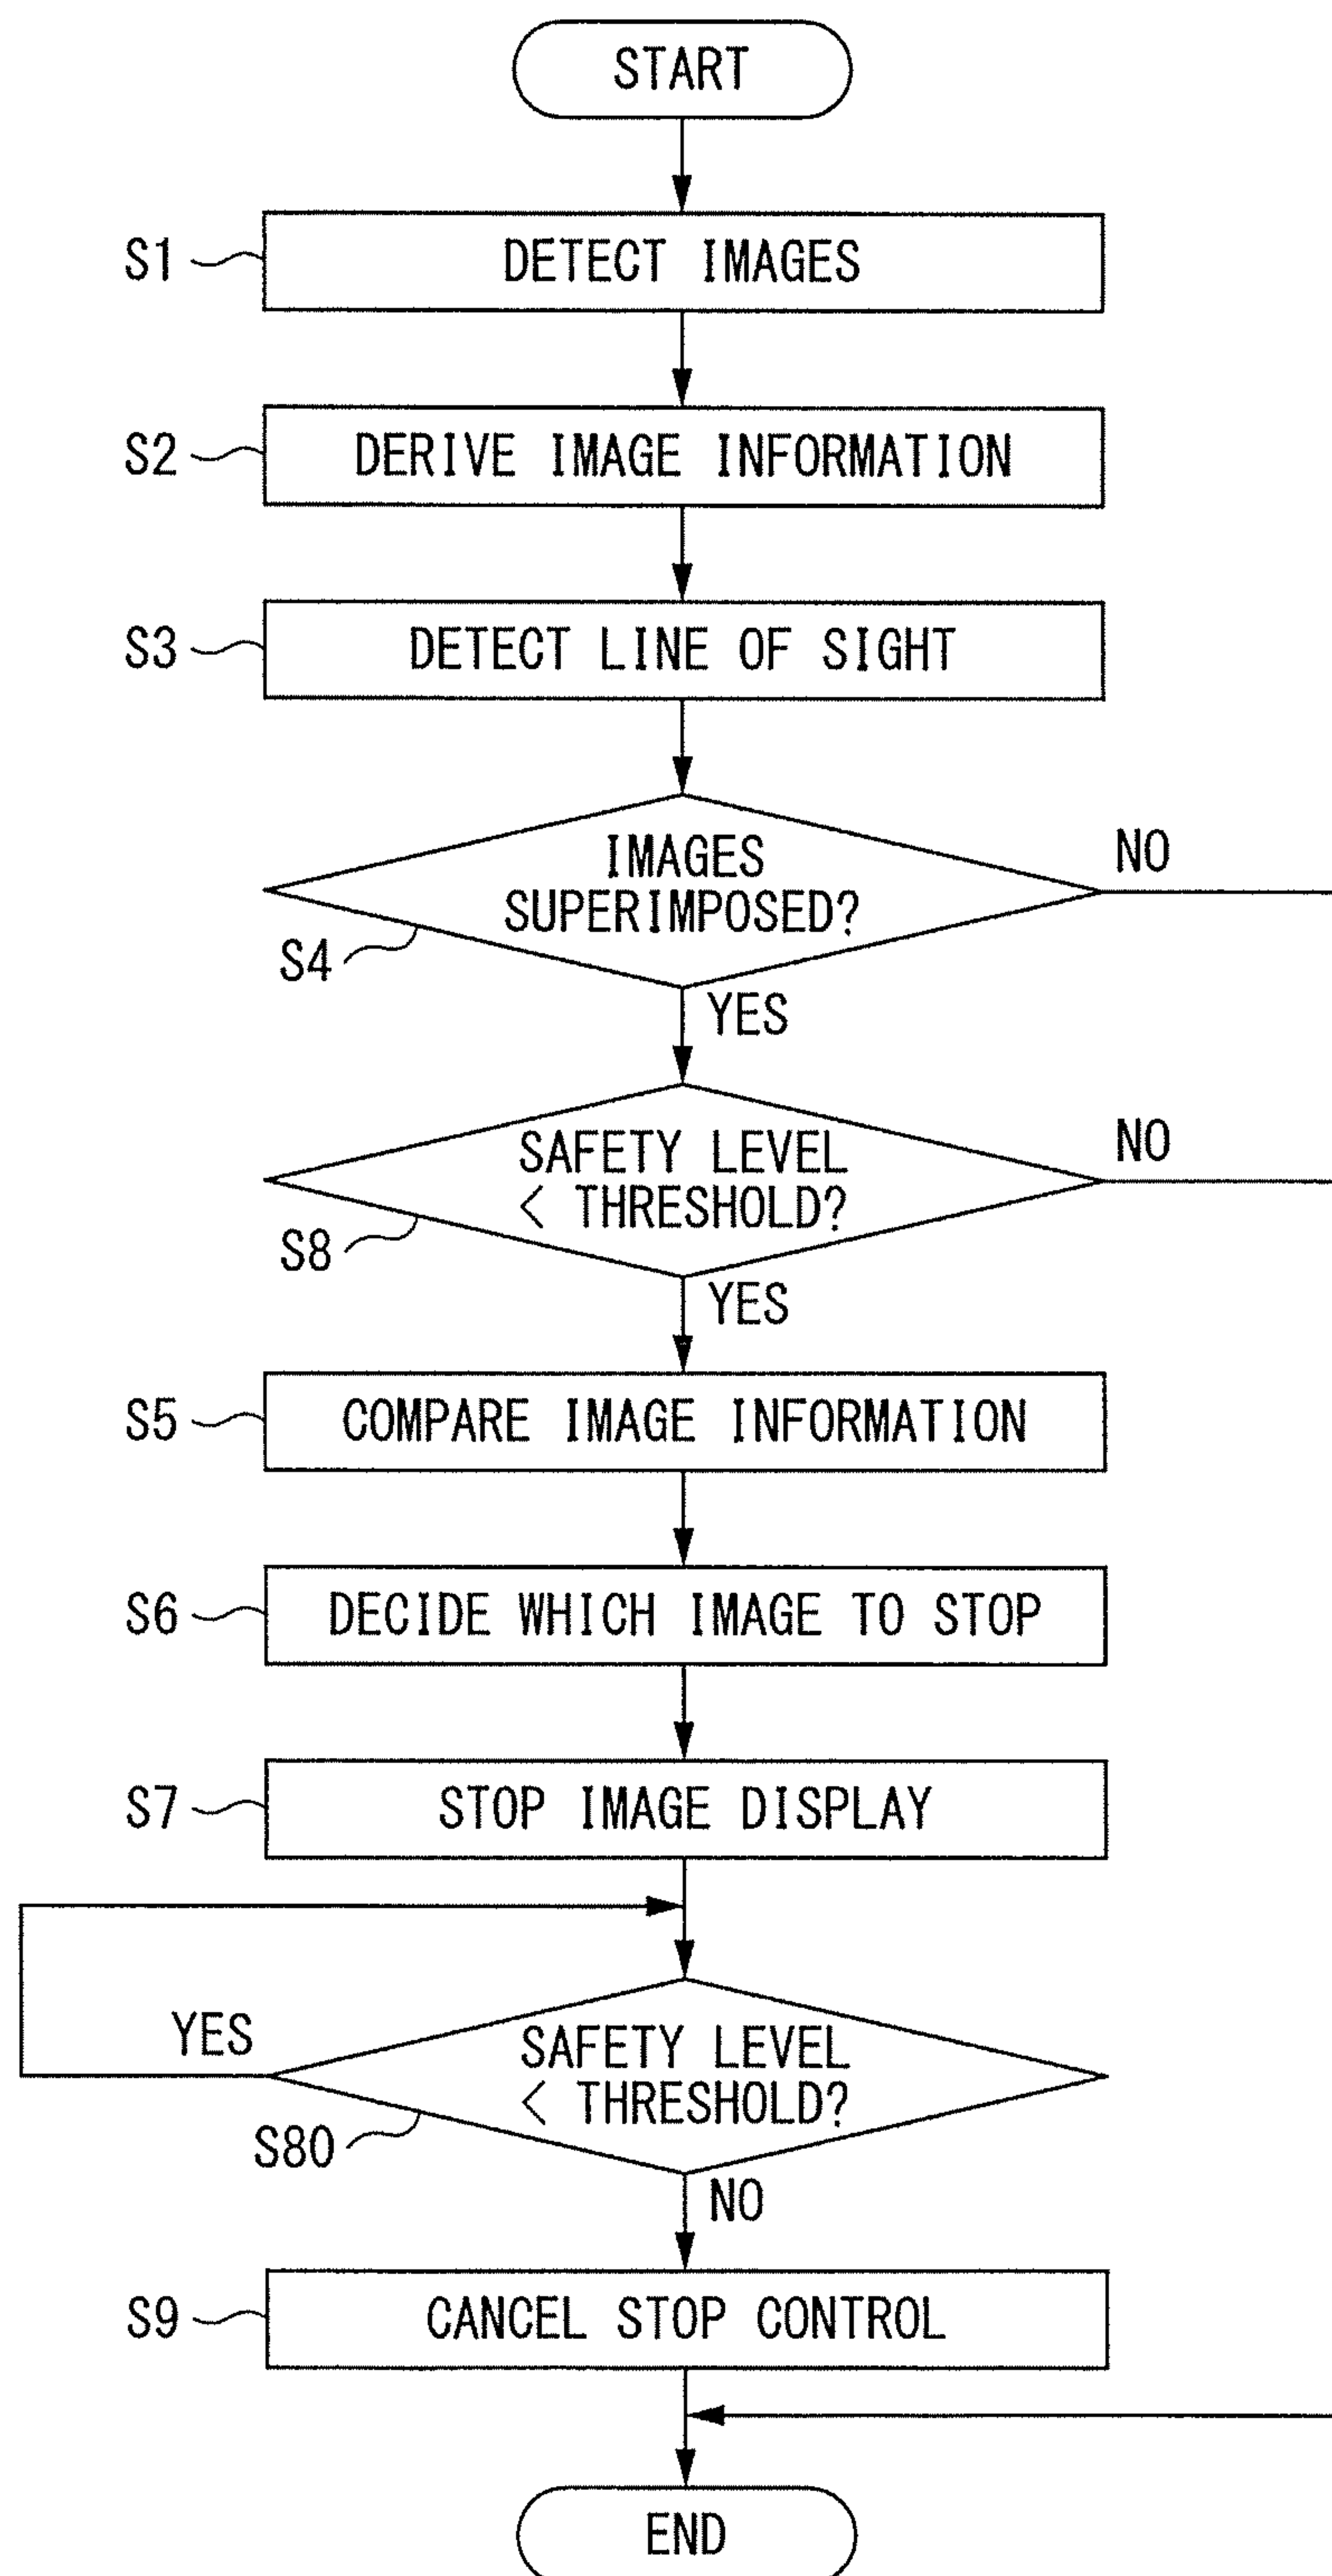 START
S1
DETECT IMAGES
S2
DERIVE IMAGE INFORMATION
S3
DETECT LINE OF SIGHT
IMAGES
SUPERIMPOSED?
NO
S4
YES
SAFETY LEVEL
< THRESHOLD?
NO
S8
YES
S5
COMPARE IMAGE INFORMATION
S6
DECIDE WHICH IMAGE TO STOP
S7
STOP IMAGE DISPLAY
YES
SAFETY LEVEL
< THRESHOLD?
S80
NO
S9
CANCEL STOP CONTROL
END